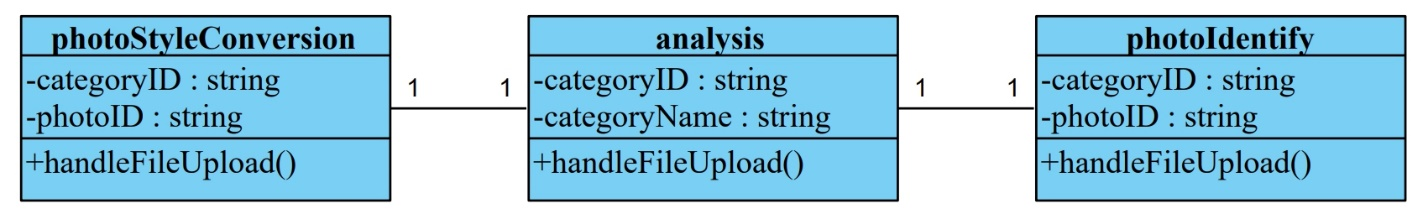 photoStyleConversion
-categoryID : string
-photoID : string
+handleFileUpload()
1
1
analysis
-categoryID : string
-categoryName : string
+handleFileUpload()
1
1
photoIdentify
-categoryID : string
-photoID : string
+handleFileUpload()